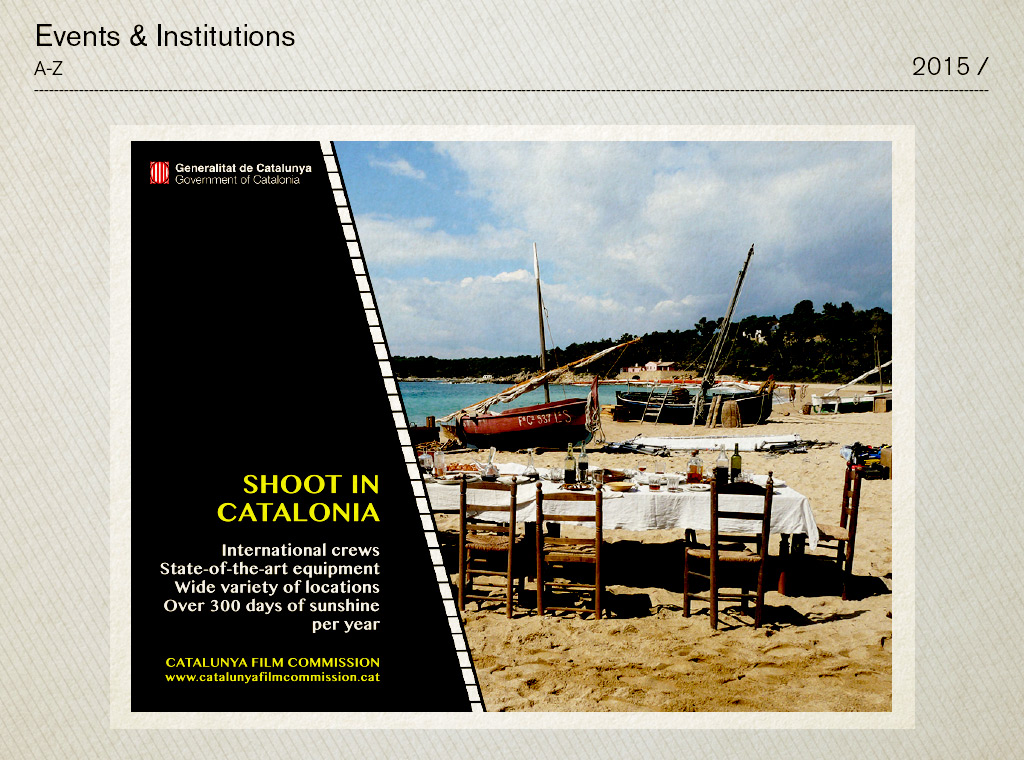 Events & Institutions
A-Z
2015 /
Generalitat de Catalunya
Government of Catalonia
SHOOT IN
CATALONIA
International crews
State-of-the-art equipment
Wide variety of locations
Over 300 days of sunshine
per year
CATALUNYA FILM COMMISSION
www.catalunyafilmcommission.cat